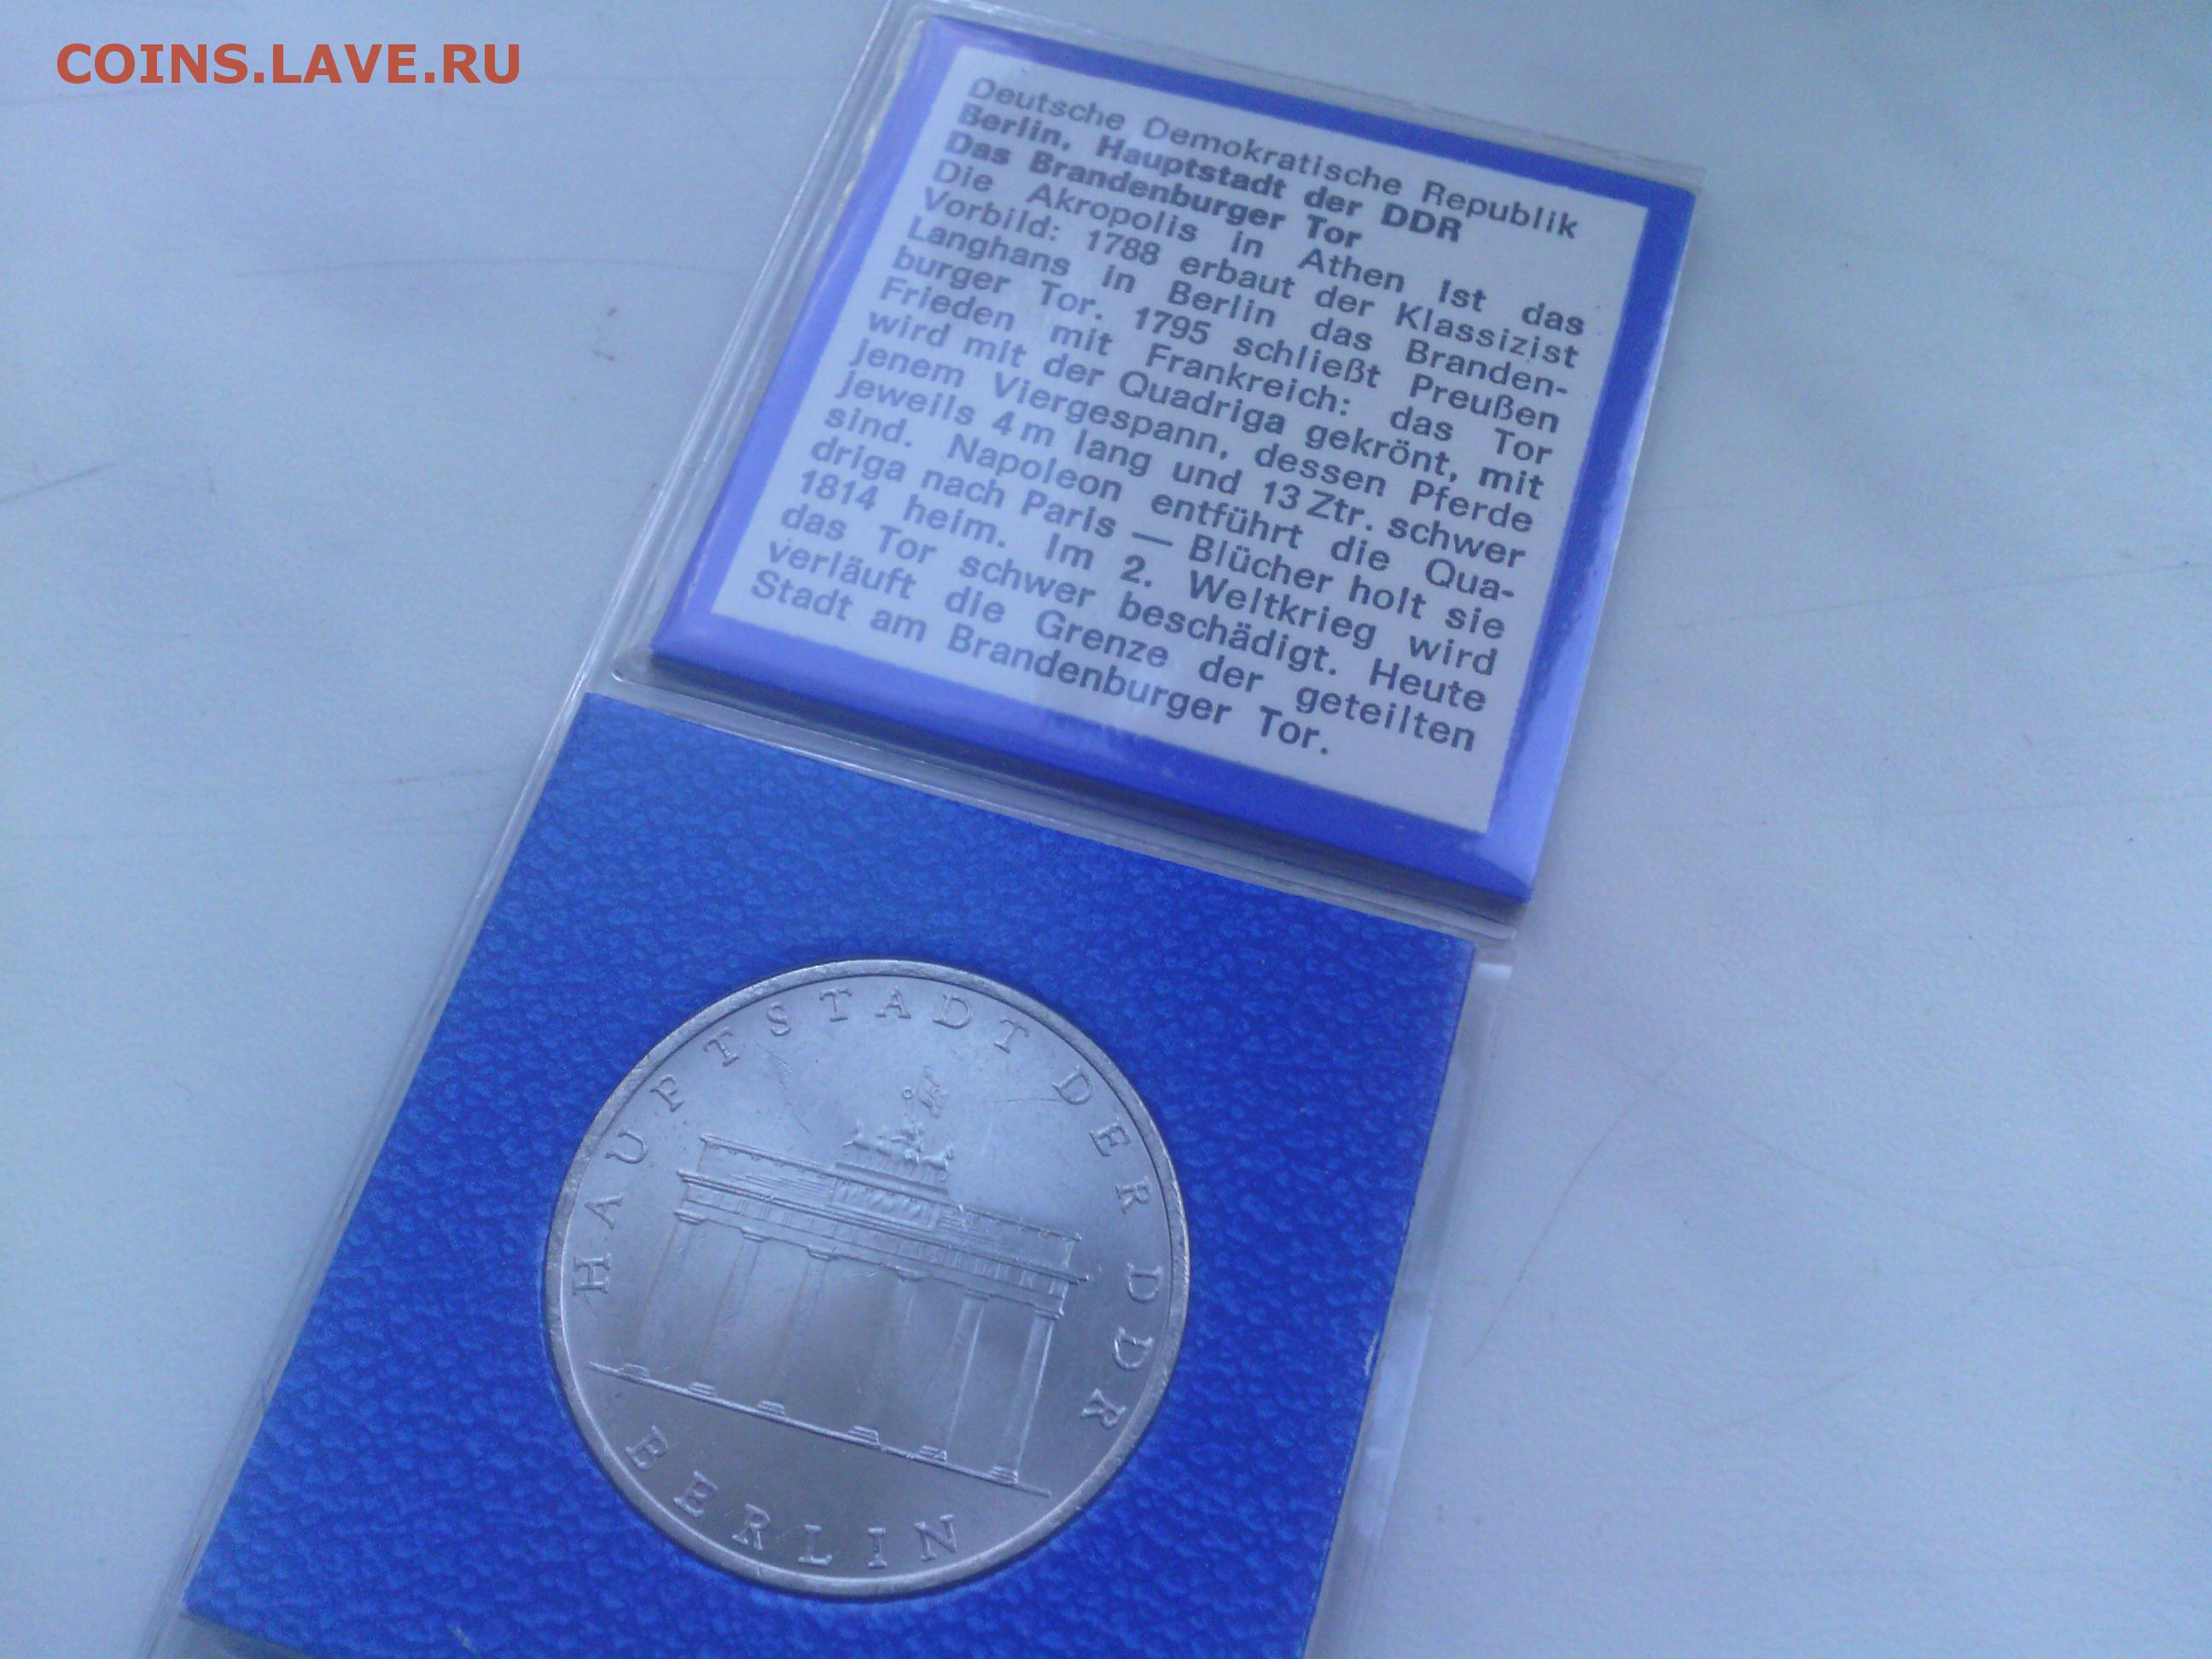 COINS.LAVE.RU
Deutsche Demokratische Republik
Berlin, Hauptstadt der DDR
Das Brandenburger Tor
Die Akropolis in Athen ist das
Vorbild: 1788 erbaut der Klassizist
Langhans in Berlin das Branden-
burger Tor. 1795 schließt Preußen
Frieden mit Frankreich: das Tor
wird mit der Quadriga gekrönt, mit
jenem Viergespann, dessen Pferde
jeweils 4 m lang und 13 Ztr. schwer
sind. Napoleon entführt die Qua-
driga nach Paris — Blücher holt sie
1814 heim. Im 2. Weltkrieg wird
das Tor schwer beschädigt. Heute
verläuft die Grenze der geteilten
Stadt am Brandenburger Tor.
HAUPTSTADT DER DDR
BERLIN